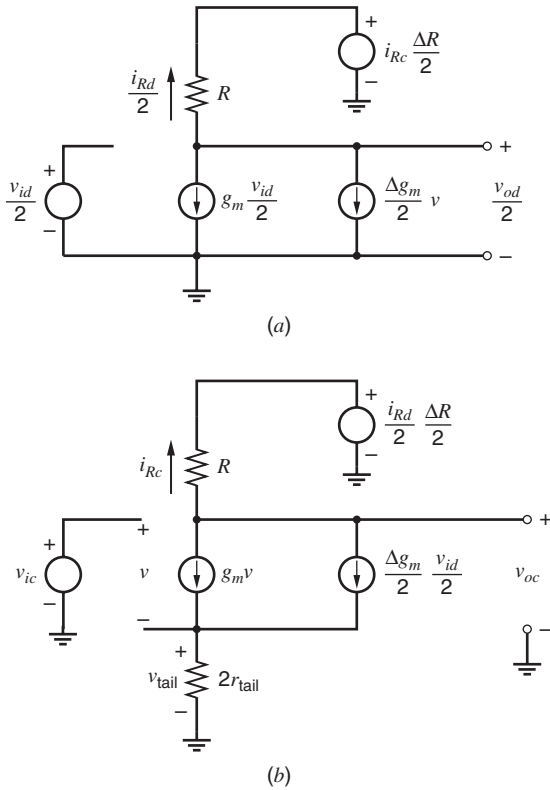 +
i_Rc ΔR/2
−
i_Rd/2
R
+
v_id/2
−
g_m v_id/2
Δg_m/2 v
+
v_od/2
−
(a)
+
i_Rd/2 ΔR/2
−
i_Rc
R
+
v_ic
−
+
v
−
g_m v
Δg_m/2 v_id/2
+
v_oc
−
+
v_tail
−
2r_tail
(b)